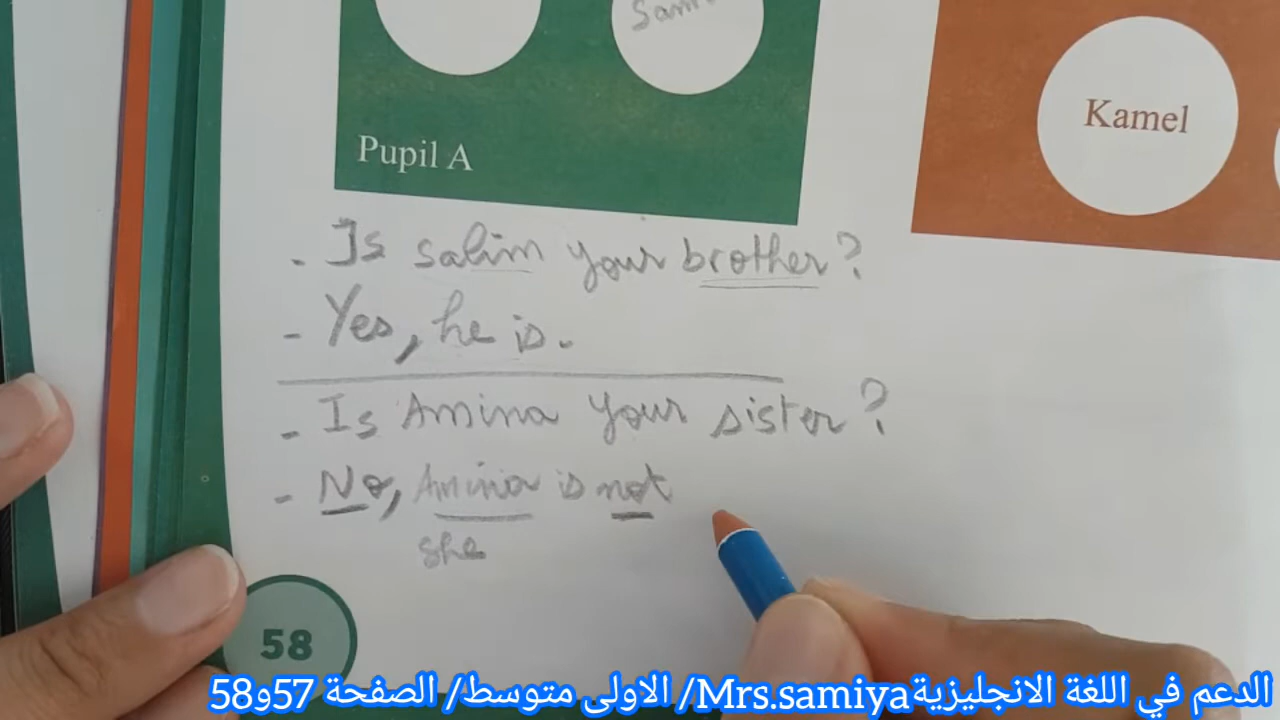 Sam
Kamel
Pupil A
. Is salim your brother?
- Yes, he is.
- Is Amina your sister?
- No, Amina is not
she
58
الدعم في اللغة الانجليزيةMrs.samiya/ الاولى متوسط/ الصفحة 57و58